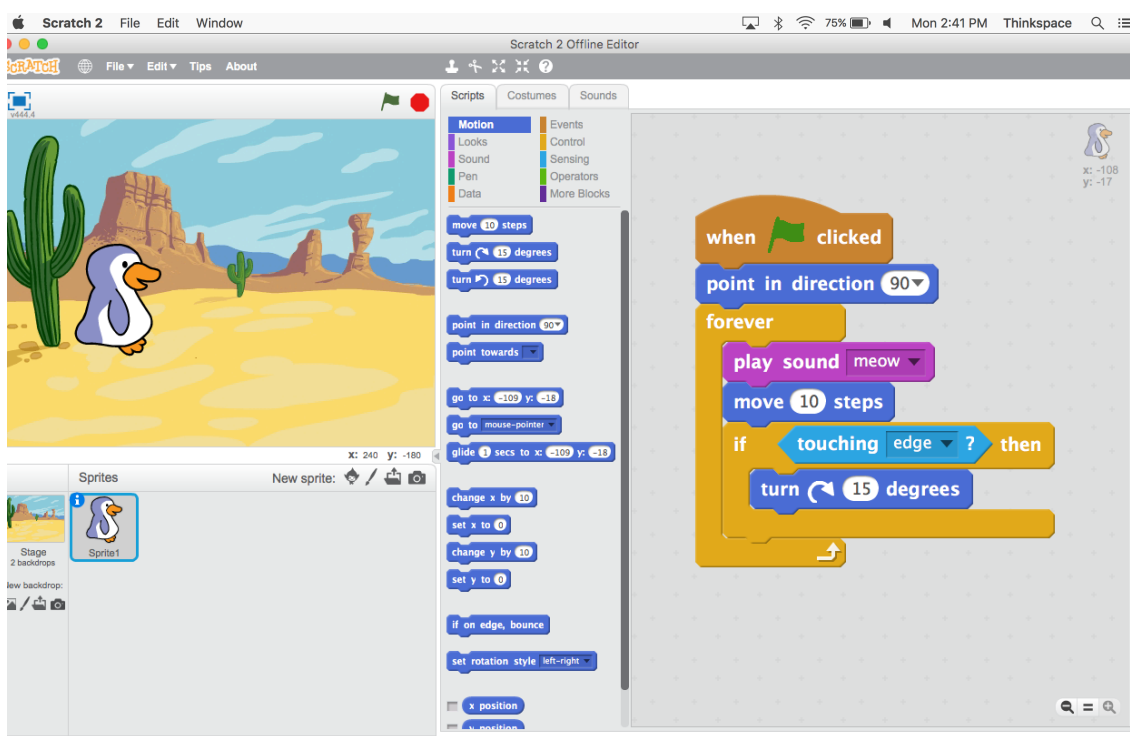 Scratch 2 File Edit Window 75% Mon 2:41 PM Thinkspace
Scratch 2 Offline Editor
SCRATCH File Edit Tips About
v444.4
Scripts Costumes Sounds
Motion Events
Looks Control
Sound Sensing
Pen Operators
Data More Blocks
move 10 steps
turn 15 degrees
turn 15 degrees
point in direction 90
point towards
go to x: -109 y: -18
go to mouse-pointer
glide 1 secs to x: -109 y: -18
change x by 10
set x to 0
change y by 10
set y to 0
if on edge, bounce
set rotation style left-right
x position
y position
x: -108
y: -17
when clicked
point in direction 90
forever
play sound meow
move 10 steps
if touching edge ? then
turn 15 degrees
x: 240 y: -180
Sprites New sprite:
Stage
2 backdrops
Sprite1
New backdrop: